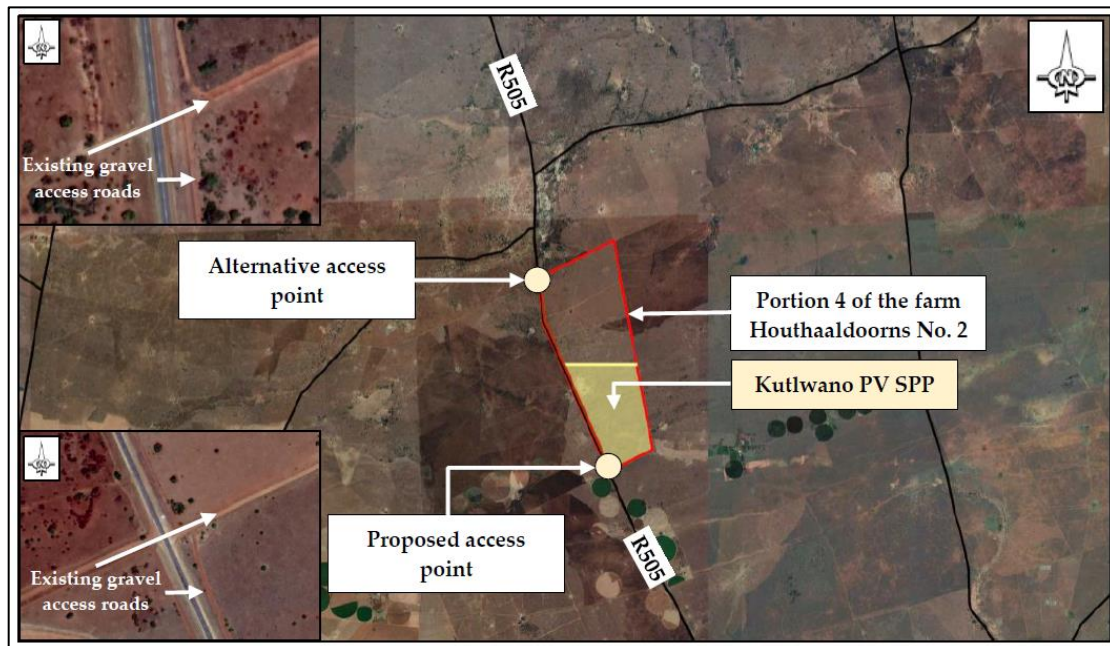 N
N
N
R505
Existing gravel
access roads
Alternative access
point
Portion 4 of the farm
Houthaaldoorns No. 2
Kutlwano PV SPP
Proposed access
point
Existing gravel
access roads
R505